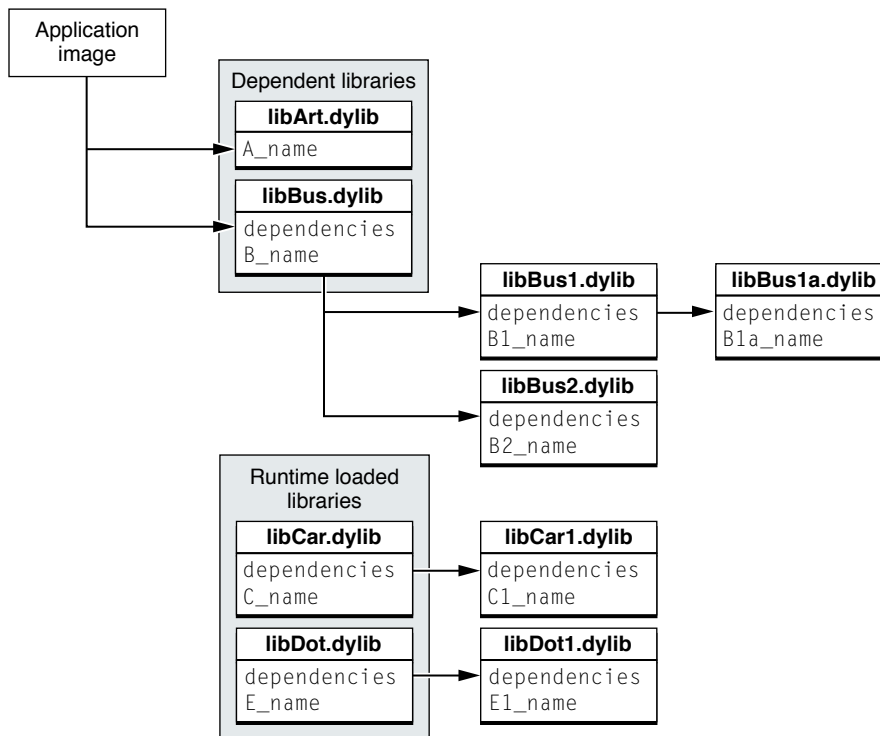 Application
image
Dependent libraries
libArt.dylib
A_name
libBus.dylib
dependencies
B_name
libBus1.dylib
dependencies
B1_name
libBus1a.dylib
dependencies
B1a_name
libBus2.dylib
dependencies
B2_name
Runtime loaded
libraries
libCar.dylib
dependencies
C_name
libCar1.dylib
dependencies
C1_name
libDot.dylib
dependencies
E_name
libDot1.dylib
dependencies
E1_name